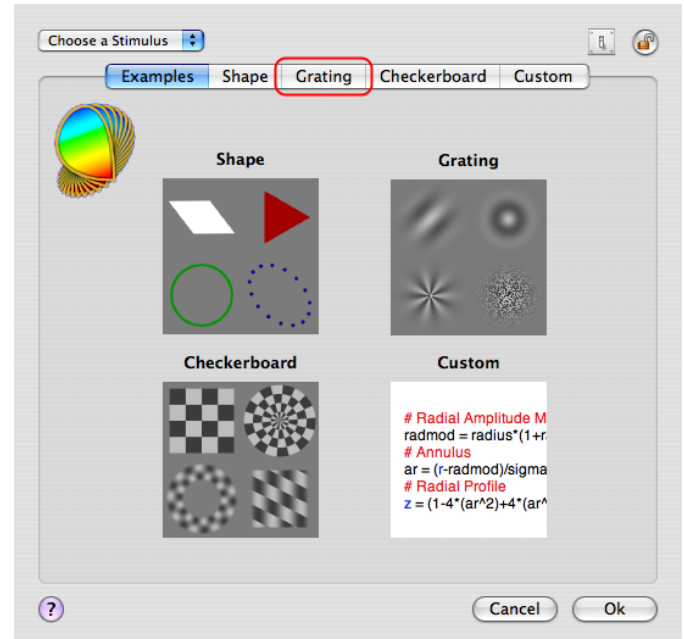 Choose a Stimulus
Examples Shape Grating Checkerboard Custom
Shape
Grating
Checkerboard
Custom
# Radial Amplitude M
radmod = radius*(1+r
# Annulus
ar = (r-radmod)/sigma
# Radial Profile
z = (1-4*(ar^2)+4*(ar^
?
Cancel
Ok